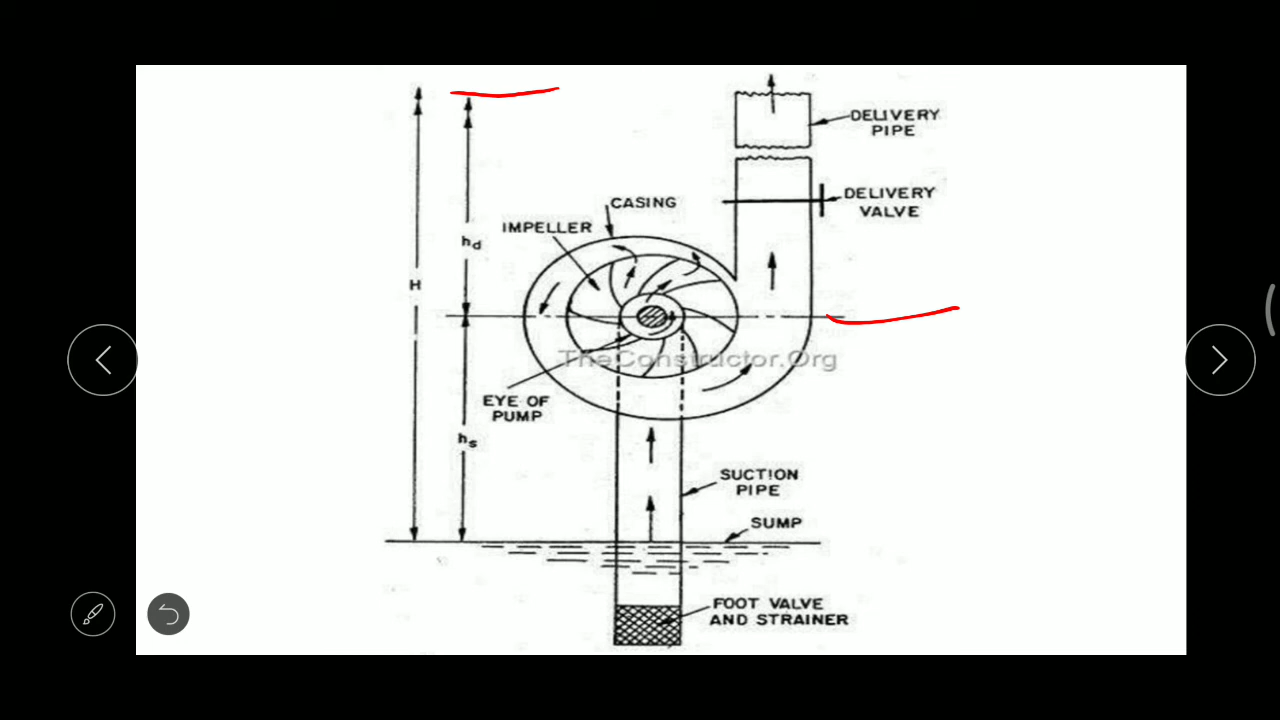 DELIVERY
PIPE
DELIVERY
VALVE
CASING
IMPELLER
hd
H
TheConstructor.Org
EYE OF
PUMP
hs
SUCTION
PIPE
SUMP
FOOT VALVE
AND STRAINER